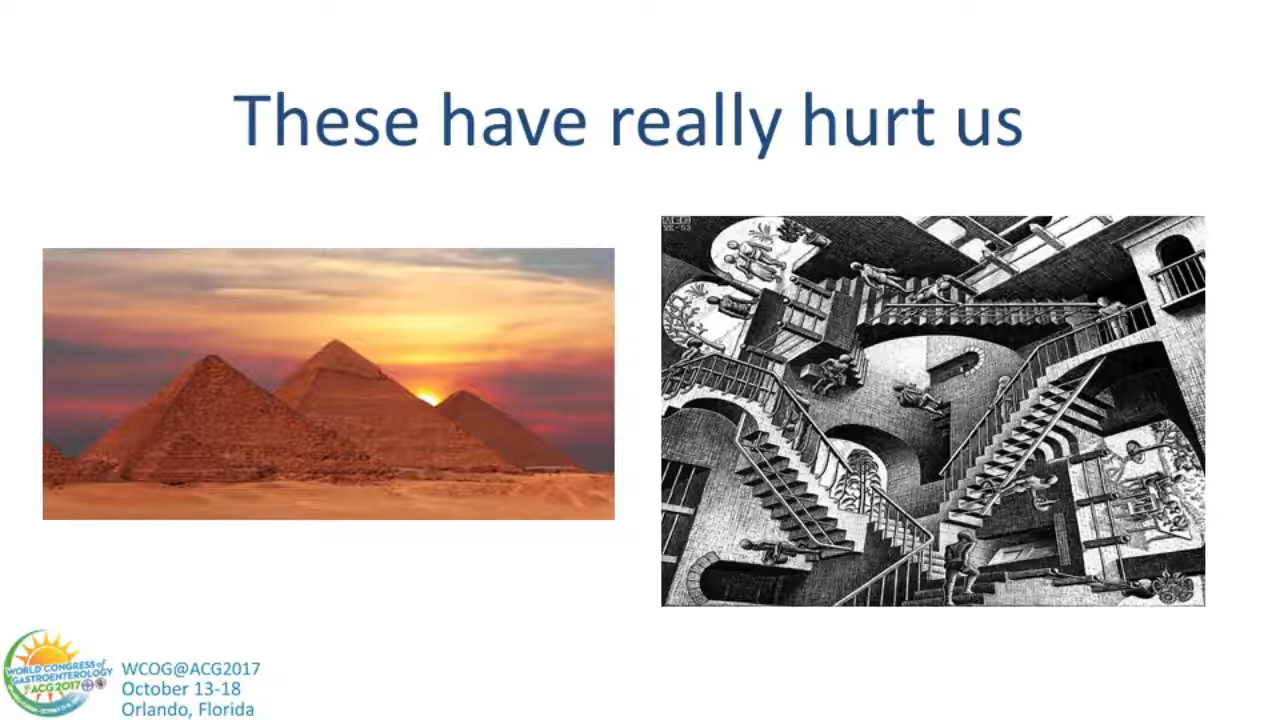 These have really hurt us
WORLD CONGRESS of
GASTROENTEROLOGY
ACG2017
WCOG@ACG2017
October 13-18
Orlando, Florida